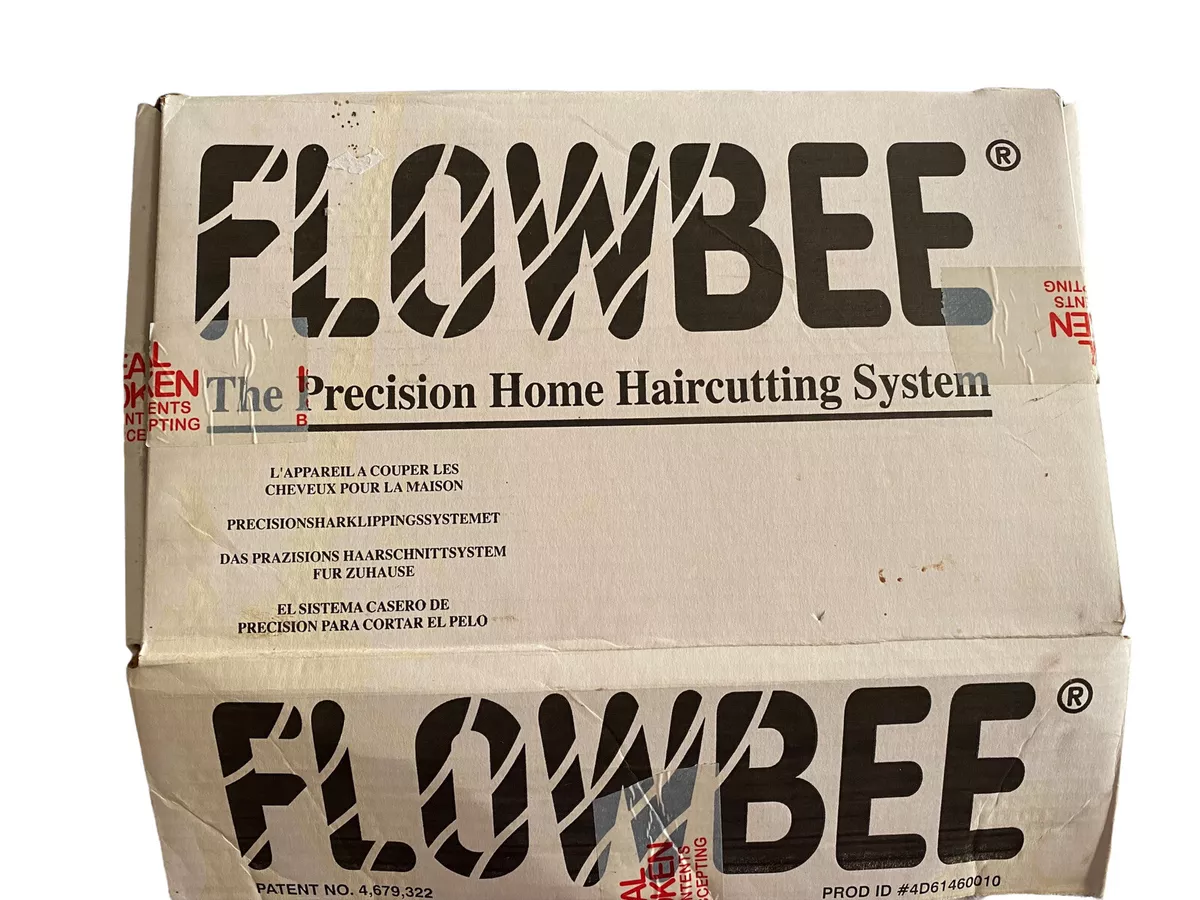 FLOWBEE®
The Precision Home Haircutting System
L'APPAREIL A COUPER LES
CHEVEUX POUR LA MAISON
PRECISIONSHARKLIPPINGSSYSTEMET
DAS PRAZISIONS HAARSCHNITTSYSTEM
FUR ZUHAUSE
EL SISTEMA CASERO DE
PRECISION PARA CORTAR EL PELO
FLOWBEE®
PATENT NO. 4,679,322
PROD ID #4D61460010